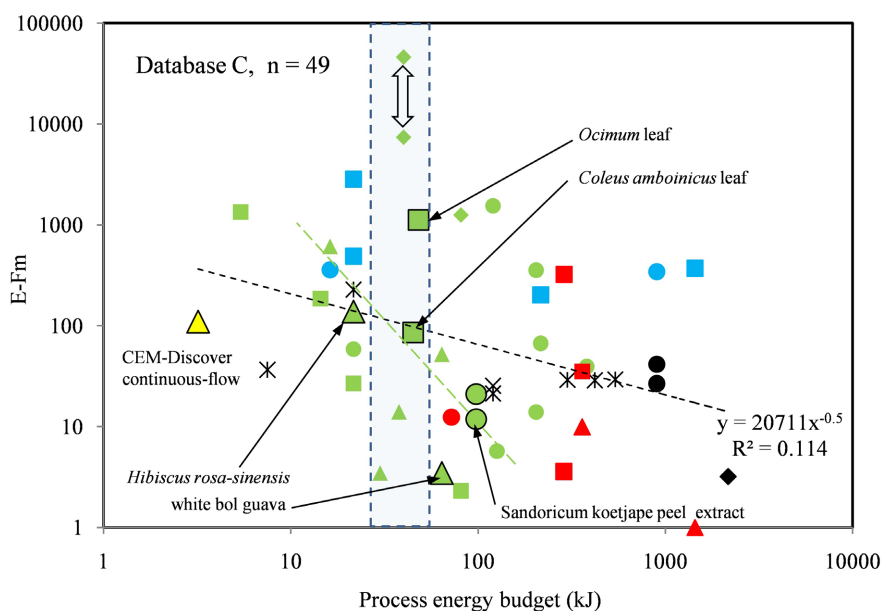 100000
10000
1000
100
10
1
E-Fm
Database C, n = 49
Ocimum leaf
Coleus amboinicus leaf
CEM-Discover
continuous-flow
Hibiscus rosa-sinensis
white bol guava
Sandoricum koetjape peel extract
y = 20711x^-0.5
R² = 0.114
1 10 100 1000 10000
Process energy budget (kJ)